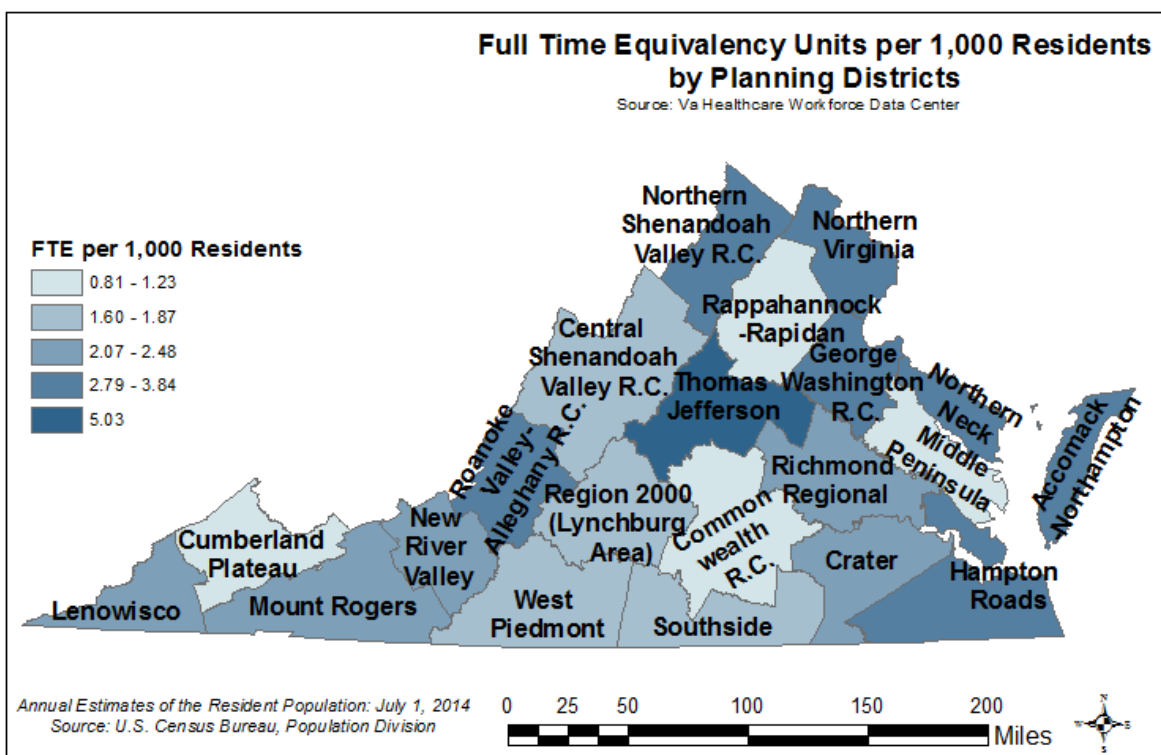 Full Time Equivalency Units per 1,000 Residents
by Planning Districts
Source: Va Healthcare Workforce Data Center
FTE per 1,000 Residents
0.81 - 1.23
1.60 - 1.87
2.07 - 2.48
2.79 - 3.84
5.03
Northern
Shenandoah
Valley R.C.
Northern
Virginia
Rappahannock
-Rapidan
Central
Shenandoah
Valley R.C.
Thomas
Jefferson
George
Washington
R.C.
Northern
Neck
Middle
Peninsula
Accomack
-Northampton
Roanoke
Valley-
Alleghany R.C.
Region 2000
(Lynchburg
Area)
Common
wealth
R.C.
Richmond
Regional
Cumberland
Plateau
New
River
Valley
Crater
Hampton
Roads
Lenowisco
Mount Rogers
West
Piedmont
Southside
Annual Estimates of the Resident Population: July 1, 2014
Source: U.S. Census Bureau, Population Division
0 25 50 100 150 200
Miles
N
W E
S